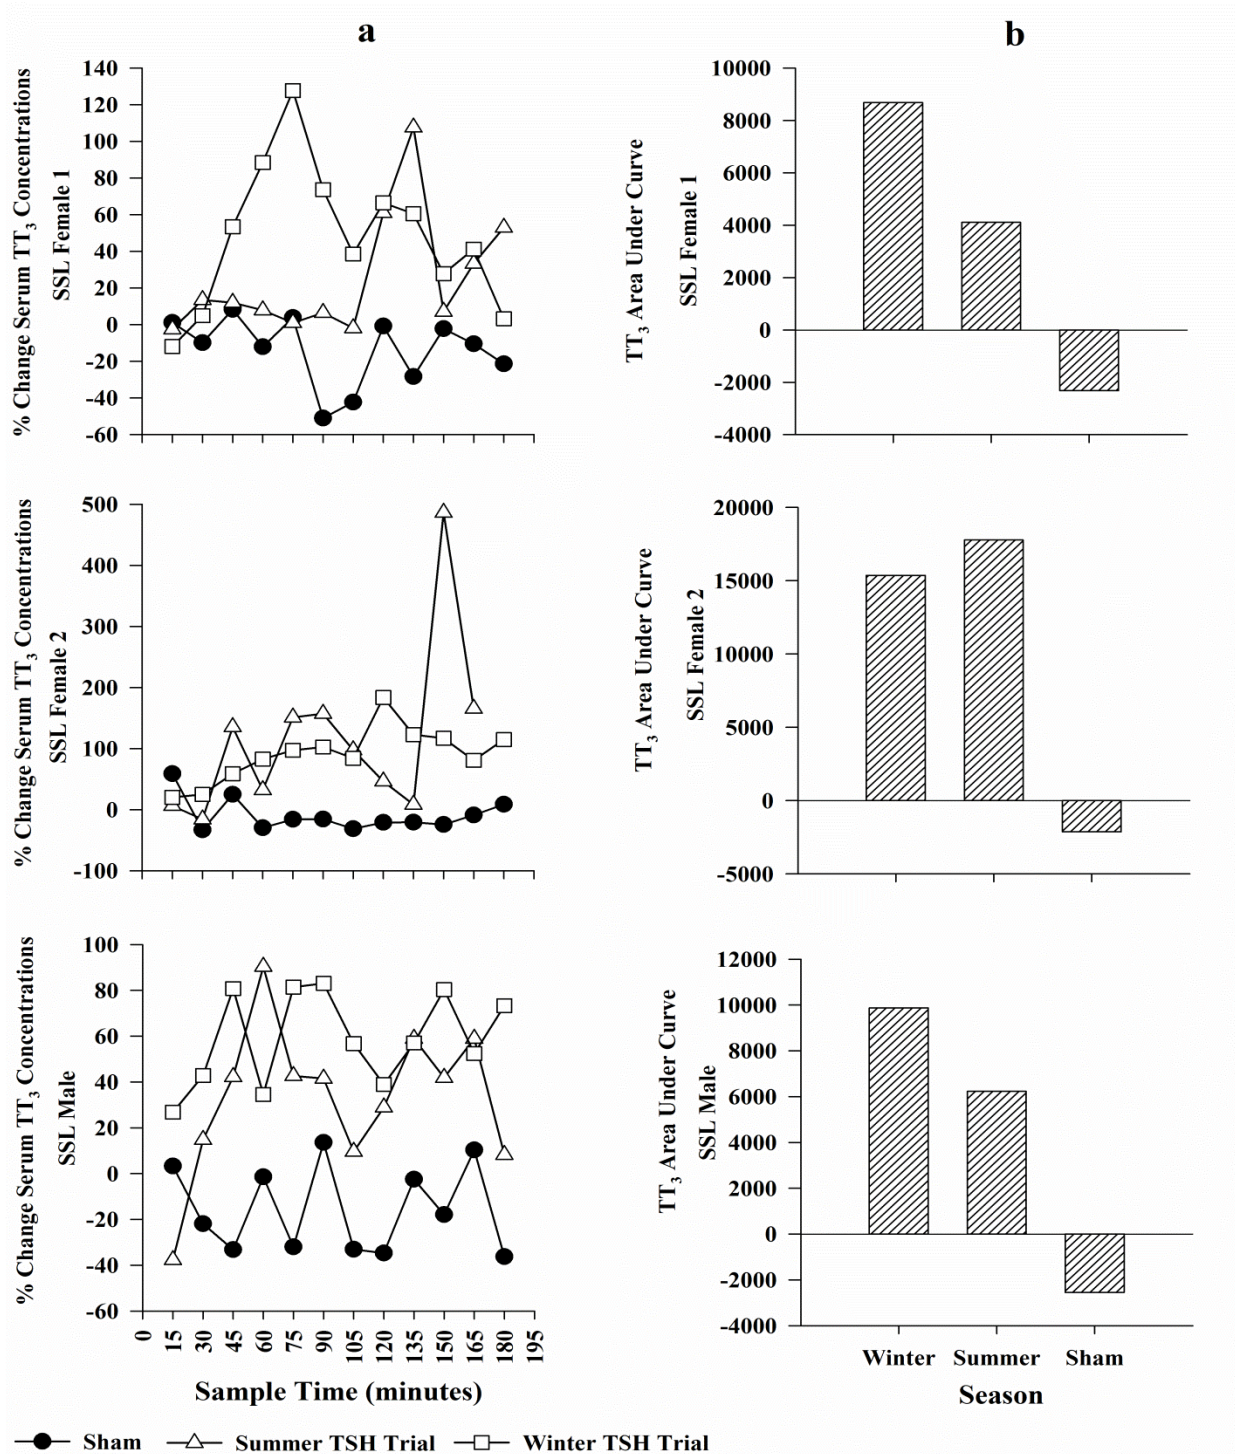 a
b
% Change Serum TT3 Concentrations
SSL Female 1
140
120
100
80
60
40
20
0
-20
-40
-60
TT3 Area Under Curve
SSL Female 1
10000
8000
6000
4000
2000
0
-2000
-4000
% Change Serum TT3 Concentrations
SSL Female 2
500
400
300
200
100
0
-100
TT3 Area Under Curve
SSL Female 2
20000
15000
10000
5000
0
-5000
% Change Serum TT3 Concentrations
SSL Male
100
80
60
40
20
0
-20
-40
-60
0 15 30 45 60 75 90 105 120 135 150 165 180 195
Sample Time (minutes)
TT3 Area Under Curve
SSL Male
12000
10000
8000
6000
4000
2000
0
-2000
-4000
Winter Summer Sham
Season
Sham Summer TSH Trial Winter TSH Trial